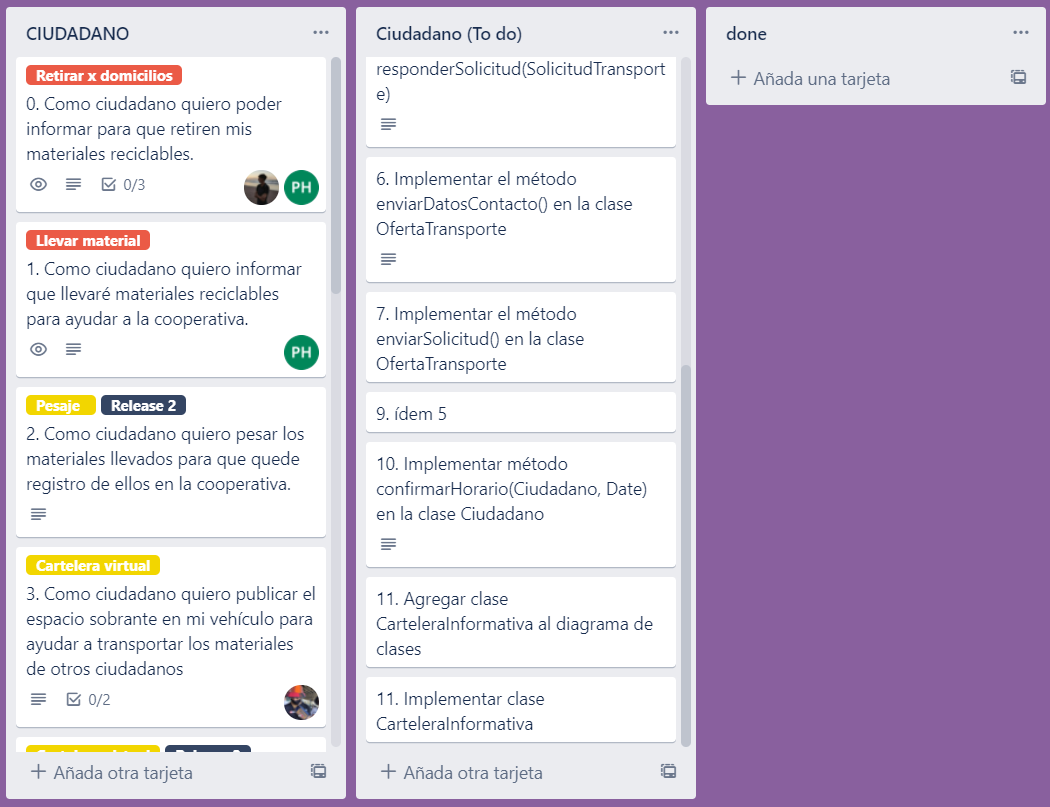 CIUDADANO
Retirar x domicilios
0. Como ciudadano quiero poder
informar para que retiren mis
materiales reciclables.
0/3
PH
Llevar material
1. Como ciudadano quiero informar
que llevaré materiales reciclables
para ayudar a la cooperativa.
PH
Pesaje Release 2
2. Como ciudadano quiero pesar los
materiales llevados para que quede
registro de ellos en la cooperativa.
Cartelera virtual
3. Como ciudadano quiero publicar el
espacio sobrante en mi vehículo para
ayudar a transportar los materiales
de otros ciudadanos
0/2
Cartelera virtual Release 2
Añada otra tarjeta
Ciudadano (To do)
responderSolicitud(SolicitudTransport
e)
6. Implementar el método
enviarDatosContacto() en la clase
OfertaTransporte
7. Implementar el método
enviarSolicitud() en la clase
OfertaTransporte
9. ídem 5
10. Implementar método
confirmarHorario(Ciudadano, Date)
en la clase Ciudadano
11. Agregar clase
CarteleraInformativa al diagrama de
clases
11. Implementar clase
CarteleraInformativa
Añada otra tarjeta
done
Añada una tarjeta